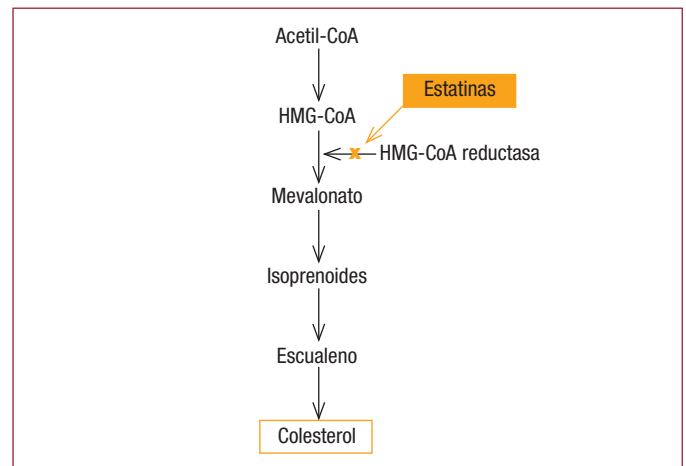 Acetil-CoA
Estatinas
HMG-CoA
HMG-CoA reductasa
Mevalonato
Isoprenoides
Escualeno
Colesterol